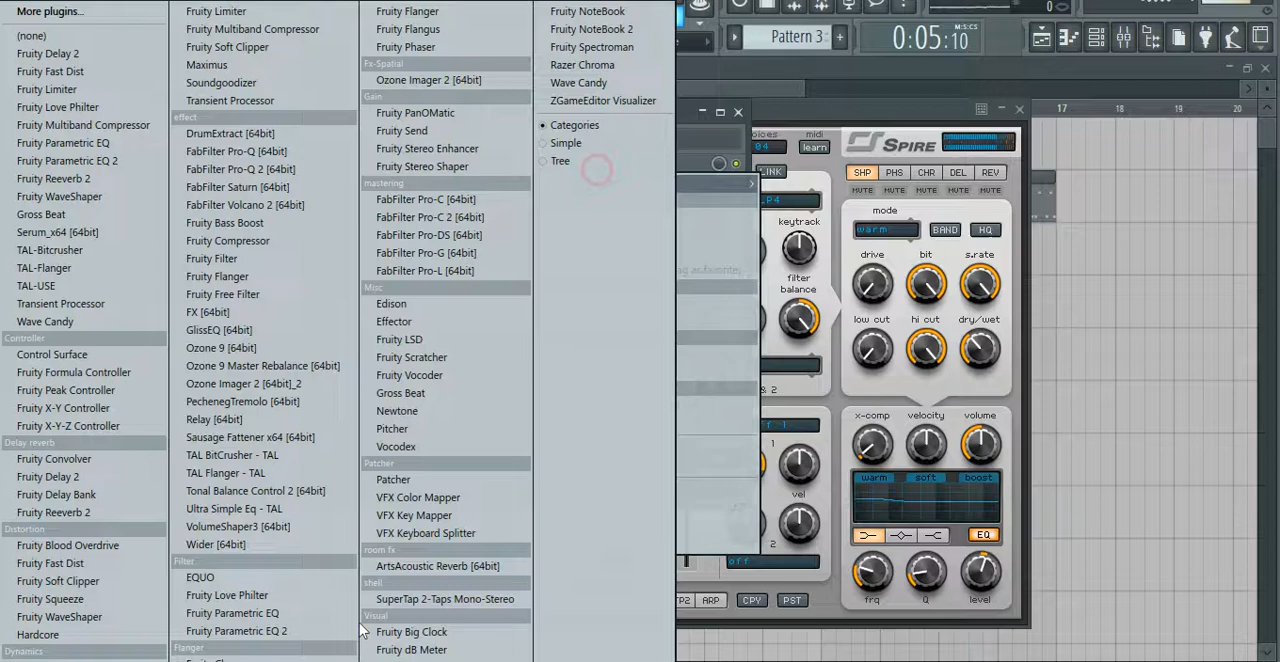 More plugins...
(none)
Fruity Delay 2
Fruity Fast Dist
Fruity Limiter
Fruity Love Philter
Fruity Multiband Compressor
Fruity Parametric EQ
Fruity Parametric EQ 2
Fruity Reeverb 2
Fruity WaveShaper
Gross Beat
Serum_x64 [64bit]
TAL-Bitcrusher
TAL-Flanger
TAL-USE
Transient Processor
Wave Candy
Controller
Control Surface
Fruity Formula Controller
Fruity Peak Controller
Fruity X-Y Controller
Fruity X-Y-Z Controller
Delay reverb
Fruity Convolver
Fruity Delay 2
Fruity Delay Bank
Fruity Reeverb 2
Distortion
Fruity Blood Overdrive
Fruity Fast Dist
Fruity Soft Clipper
Fruity Squeeze
Fruity WaveShaper
Hardcore
Dynamics
Fruity Limiter
Fruity Multiband Compressor
Fruity Soft Clipper
Maximus
Soundgoodizer
Transient Processor
effect
DrumExtract [64bit]
FabFilter Pro-Q [64bit]
FabFilter Pro-Q 2 [64bit]
FabFilter Saturn [64bit]
FabFilter Volcano 2 [64bit]
Fruity Bass Boost
Fruity Compressor
Fruity Filter
Fruity Flanger
Fruity Free Filter
FX [64bit]
GlissEQ [64bit]
Ozone 9 [64bit]
Ozone 9 Master Rebalance [64bit]
Ozone Imager 2 [64bit]_2
PechenegTremolo [64bit]
Relay [64bit]
Sausage Fattener x64 [64bit]
TAL BitCrusher - TAL
TAL Flanger - TAL
Tonal Balance Control 2 [64bit]
Ultra Simple Eq - TAL
VolumeShaper3 [64bit]
Wider [64bit]
Filter
EQUO
Fruity Love Philter
Fruity Parametric EQ
Fruity Parametric EQ 2
Flanger
Fruity Flanger
Fruity Flangus
Fruity Phaser
Fx-Spatial
Ozone Imager 2 [64bit]
Gain
Fruity PanOMatic
Fruity Send
Fruity Stereo Enhancer
Fruity Stereo Shaper
mastering
FabFilter Pro-C [64bit]
FabFilter Pro-C 2 [64bit]
FabFilter Pro-DS [64bit]
FabFilter Pro-G [64bit]
FabFilter Pro-L [64bit]
Misc
Edison
Effector
Fruity LSD
Fruity Scratcher
Fruity Vocoder
Gross Beat
Newtone
Pitcher
Vocodex
Patcher
Patcher
VFX Color Mapper
VFX Key Mapper
VFX Keyboard Splitter
room fx
ArtsAcoustic Reverb [64bit]
shell
SuperTap 2-Taps Mono-Stereo
Visual
Fruity Big Clock
Fruity dB Meter
Fruity NoteBook
Fruity NoteBook 2
Fruity Spectroman
Razer Chroma
Wave Candy
ZGameEditor Visualizer
Categories
Simple
Tree
Pattern 3
+
0:05:10
M:S:CS
0
17 18 19 20
midi
learn
SPIRE
LINK
SHP PHS CHR DEL REV
MUTE MUTE MUTE MUTE MUTE
keytrack
mode
warm
BAND HQ
filter
balance
drive bit s.rate
low cut hi cut dry/wet
& 2
x-comp velocity volume
1
vel
2
warm soft boost
EQ
off
ARP CPY PST
frq Q level